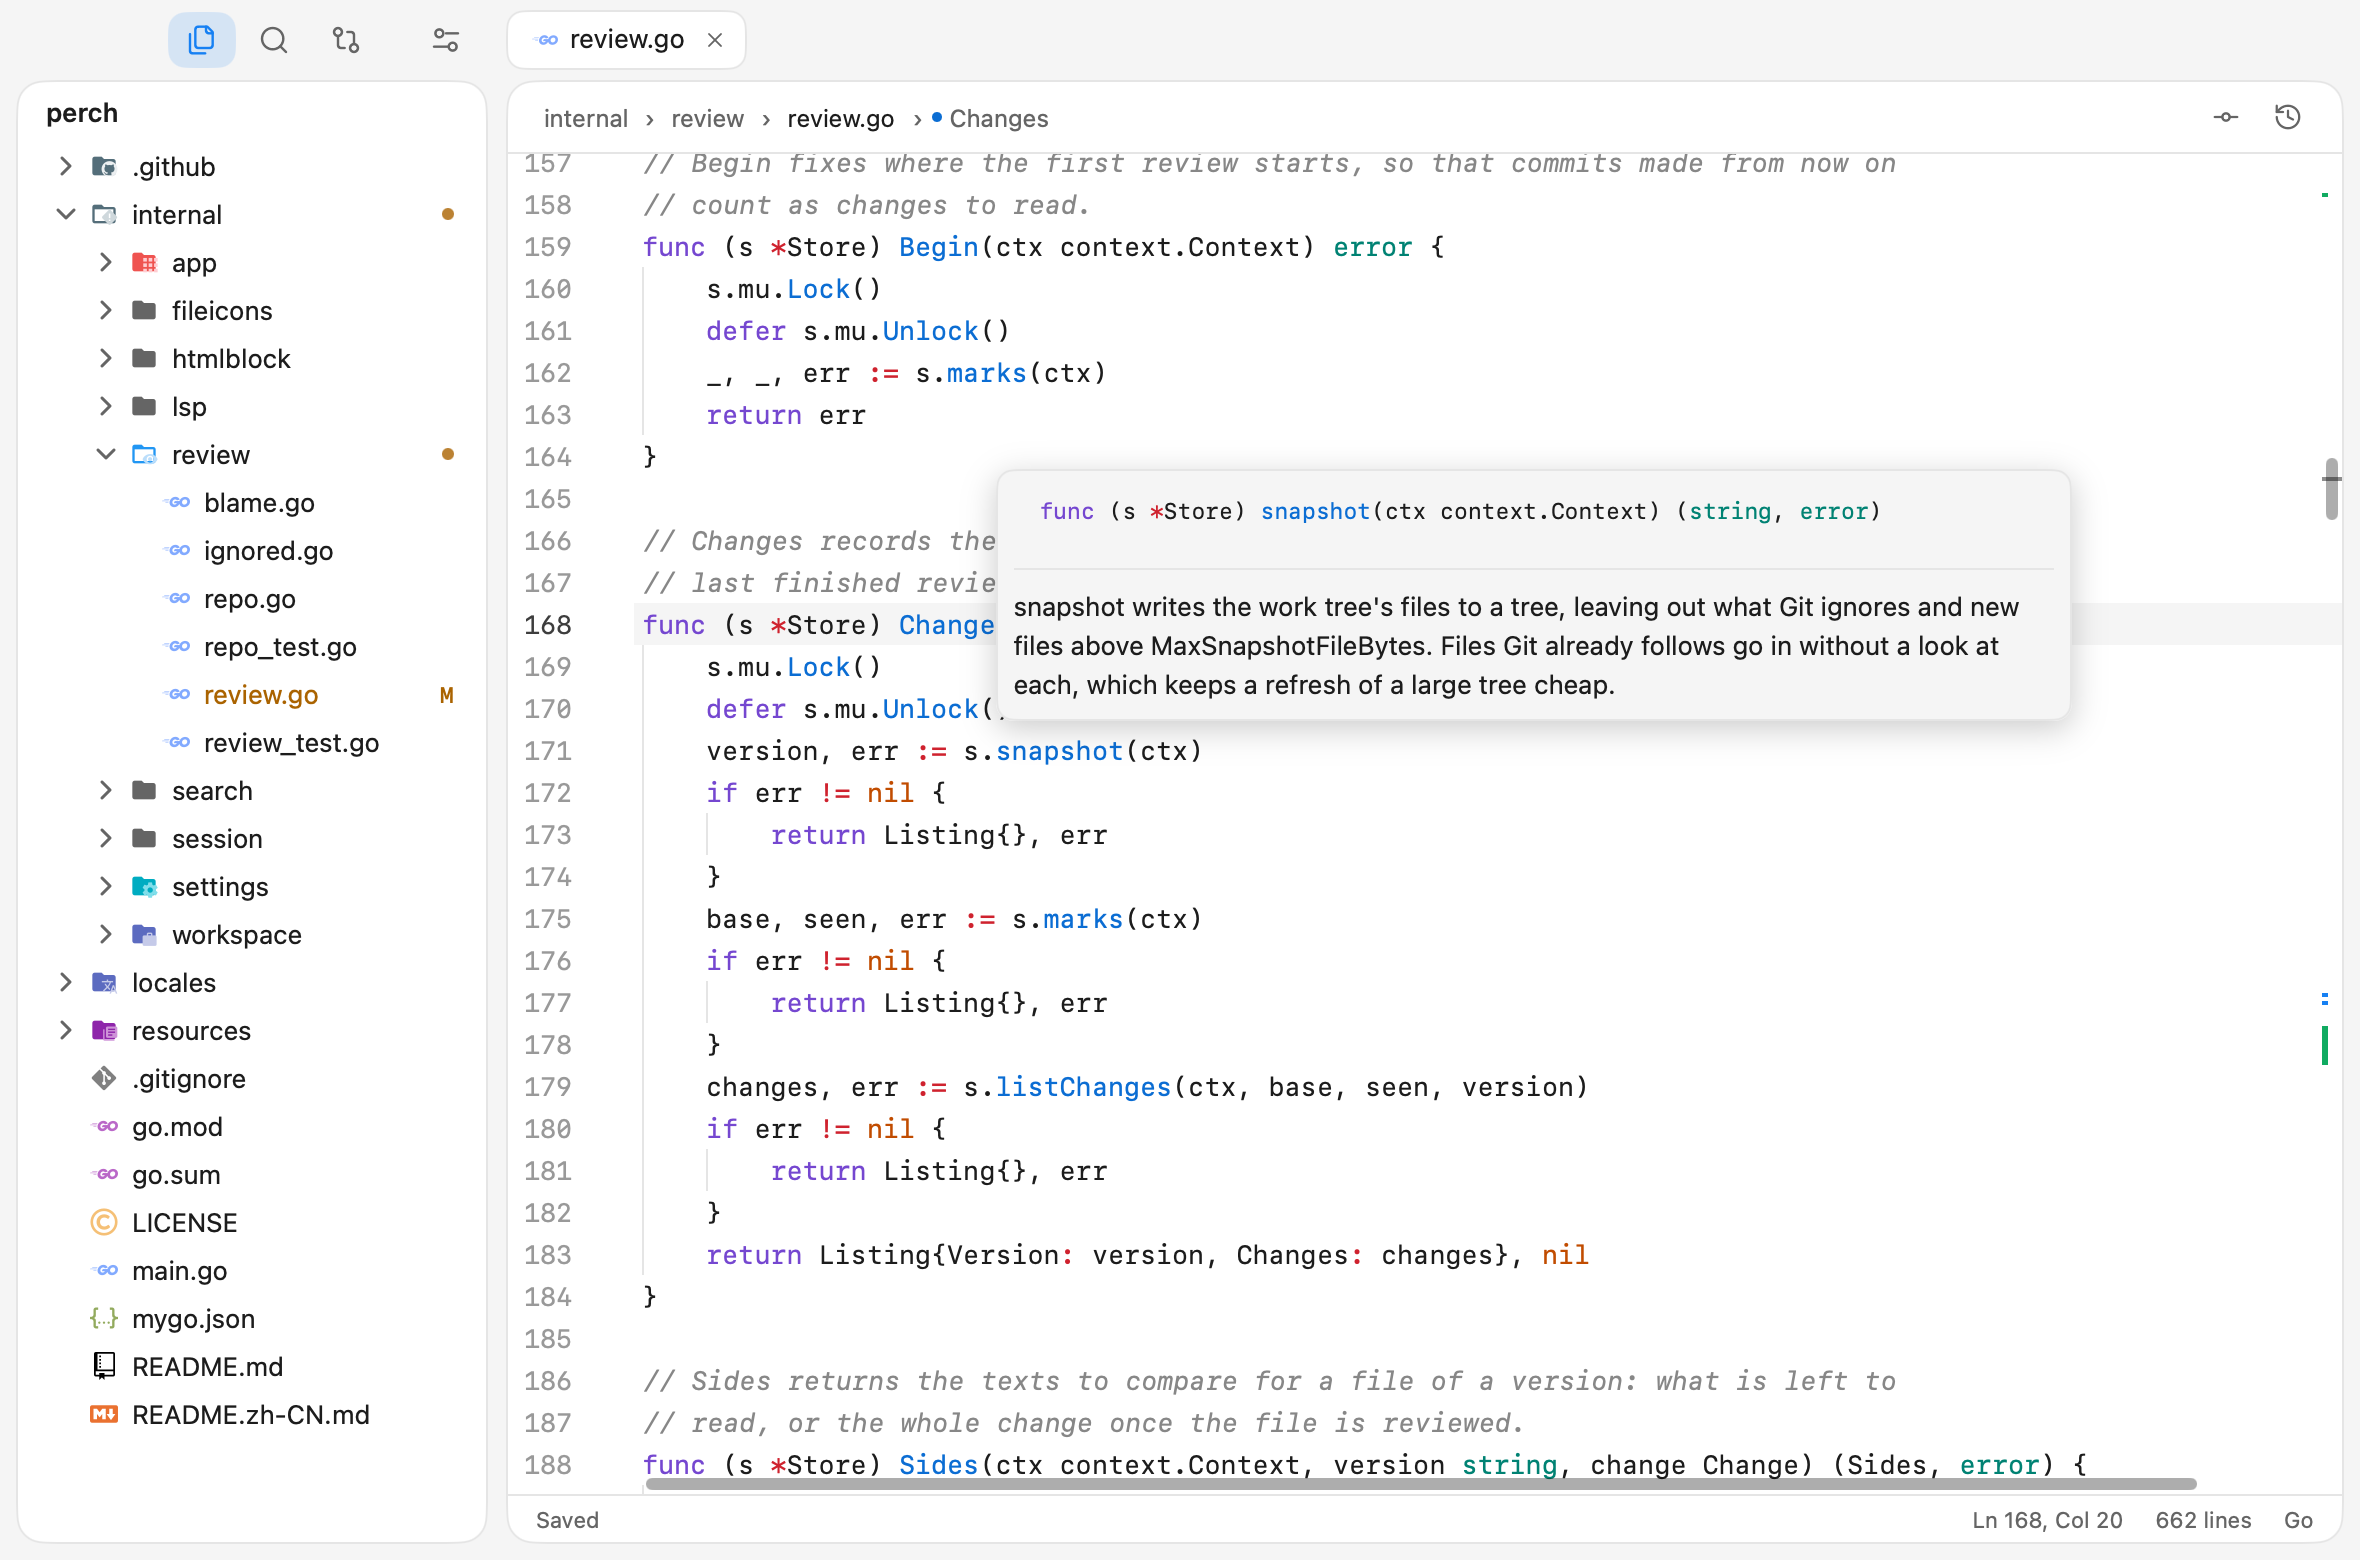 review.go
perch
.github
internal
app
fileicons
htmlblock
lsp
review
blame.go
ignored.go
repo.go
repo_test.go
review.go M
review_test.go
search
session
settings
workspace
locales
resources
.gitignore
go.mod
go.sum
LICENSE
main.go
mygo.json
README.md
README.zh-CN.md
internal › review › review.go › Changes
157 // Begin fixes where the first review starts, so that commits made from now on
158 // count as changes to read.
159 func (s *Store) Begin(ctx context.Context) error {
160 s.mu.Lock()
161 defer s.mu.Unlock()
162 _, _, err := s.marks(ctx)
163 return err
164 }
165
166 // Changes records the
167 // last finished revie
168 func (s *Store) Change
169 s.mu.Lock()
170 defer s.mu.Unlock(
171 version, err := s.snapshot(ctx)
172 if err != nil {
173 return Listing{}, err
174 }
175 base, seen, err := s.marks(ctx)
176 if err != nil {
177 return Listing{}, err
178 }
179 changes, err := s.listChanges(ctx, base, seen, version)
180 if err != nil {
181 return Listing{}, err
182 }
183 return Listing{Version: version, Changes: changes}, nil
184 }
185
186 // Sides returns the texts to compare for a file of a version: what is left to
187 // read, or the whole change once the file is reviewed.
188 func (s *Store) Sides(ctx context.Context, version string, change Change) (Sides, error) {
func (s *Store) snapshot(ctx context.Context) (string, error)
snapshot writes the work tree's files to a tree, leaving out what Git ignores and new
files above MaxSnapshotFileBytes. Files Git already follows go in without a look at
each, which keeps a refresh of a large tree cheap.
Saved
Ln 168, Col 20 662 lines Go